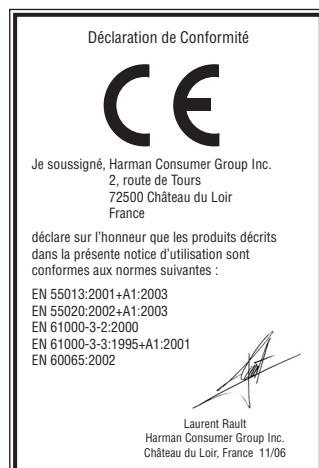 Déclaration de Conformité
CE
Je soussigné, Harman Consumer Group Inc.
2, route de Tours
72500 Château du Loir
France
déclare sur l'honneur que les produits décrits
dans la présente notice d'utilisation sont
conformes aux normes suivantes :
EN 55013:2001+A1:2003
EN 55020:2002+A1:2003
EN 61000-3-2:2000
EN 61000-3-3:1995+A1:2001
EN 60065:2002
Laurent Rault
Harman Consumer Group Inc.
Château du Loir, France 11/06